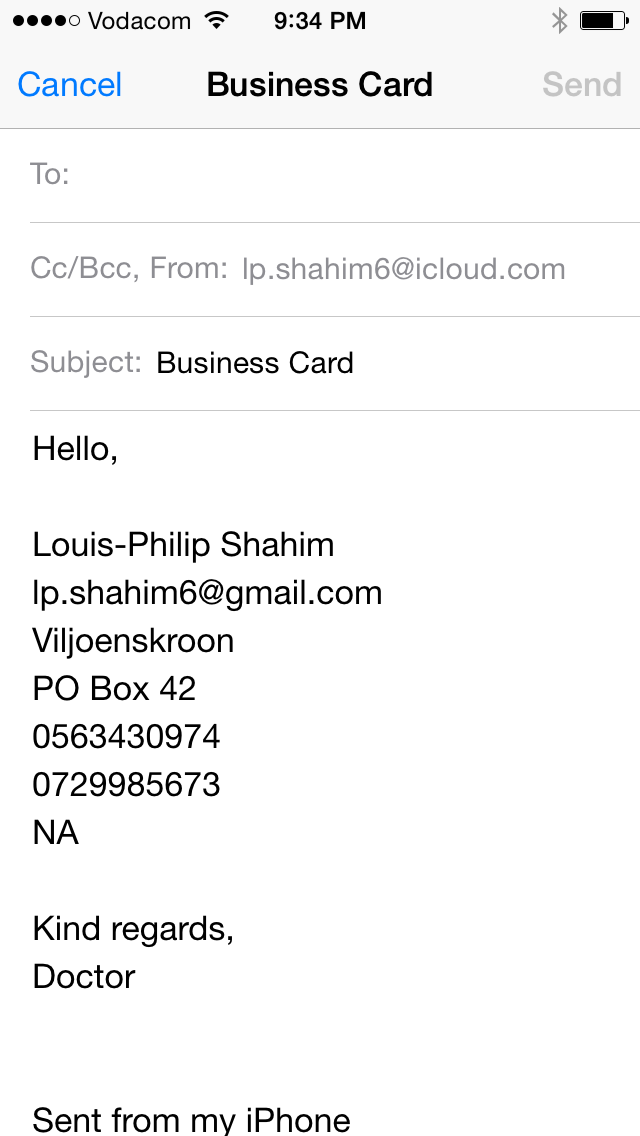 Vodacom 9:34 PM
Cancel Business Card Send
To:
Cc/Bcc, From: lp.shahim6@icloud.com
Subject: Business Card
Hello,
Louis-Philip Shahim
lp.shahim6@gmail.com
Viljoenskroon
PO Box 42
0563430974
0729985673
NA
Kind regards,
Doctor
Sent from my iPhone